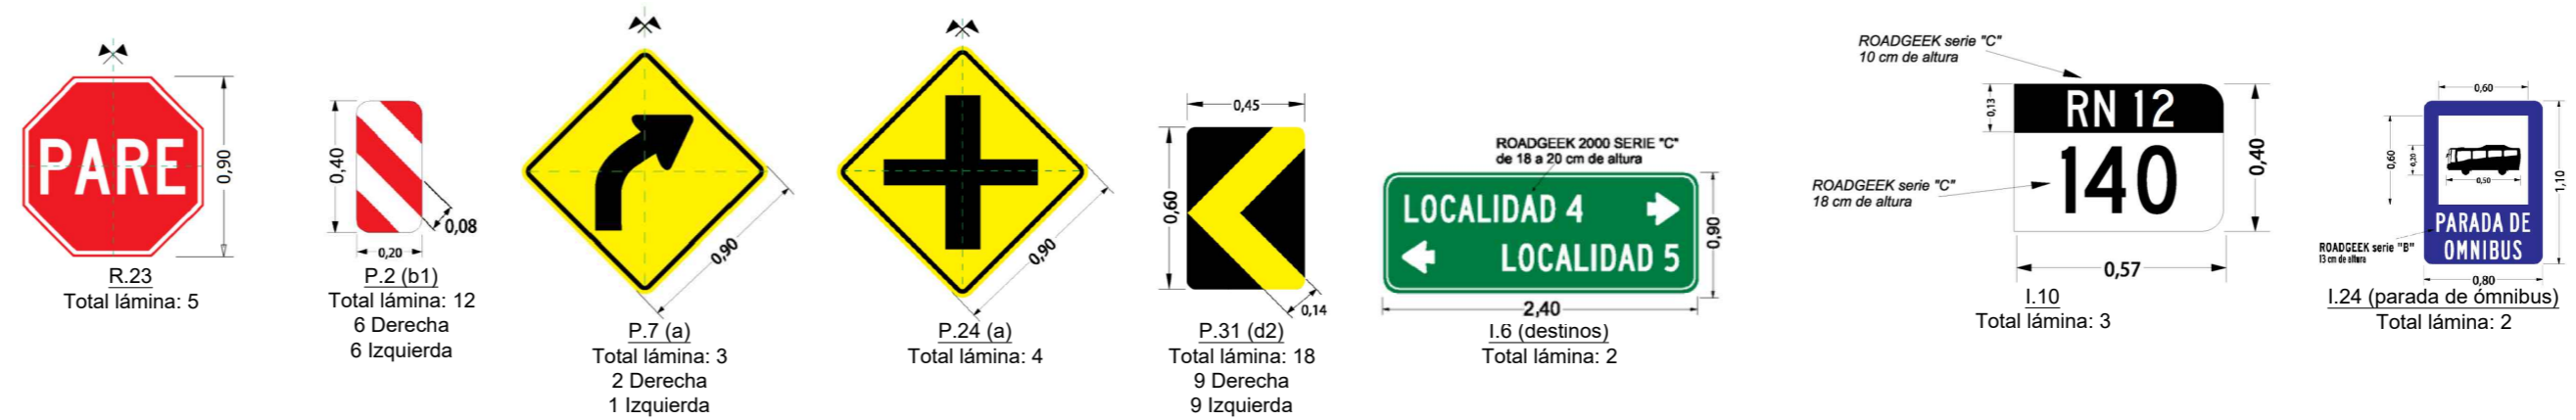 PARE
0,90
R.23
Total lámina: 5
0,40
0,08
0,20
P.2 (b1)
Total lámina: 12
6 Derecha
6 Izquierda
0,90
P.7 (a)
Total lámina: 3
2 Derecha
1 Izquierda
0,90
P.24 (a)
Total lámina: 4
0,45
0,60
0,14
P.31 (d2)
Total lámina: 18
9 Derecha
9 Izquierda
ROADGEEK 2000 SERIE "C"
de 18 a 20 cm de altura
LOCALIDAD 4
LOCALIDAD 5
0,90
2,40
I.6 (destinos)
Total lámina: 2
ROADGEEK serie "C"
10 cm de altura
0,13
RN 12
140
0,40
ROADGEEK serie "C"
18 cm de altura
0,57
I.10
Total lámina: 3
0,60
0,60
0,20
0,50
1,10
PARADA DE
OMNIBUS
ROADGEEK serie "B"
13 cm de altura
0,80
I.24 (parada de ómnibus)
Total lámina: 2